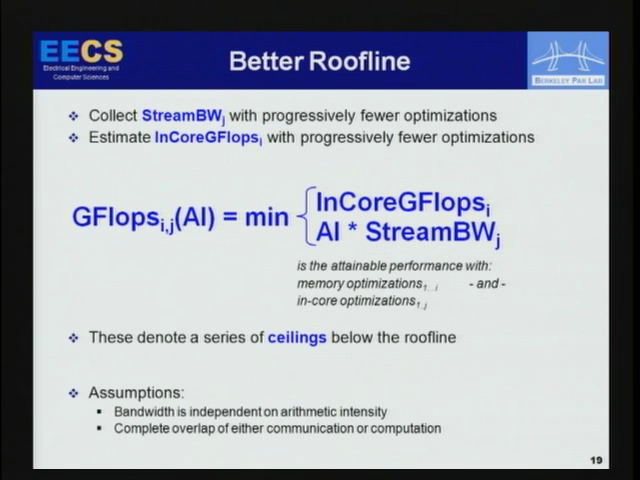 EECS
Electrical Engineering and
Computer Sciences
Better Roofline
BERKELEY PAR LAB
Collect StreamBWj with progressively fewer optimizations
Estimate InCoreGFlopsi with progressively fewer optimizations
GFlopsi,j(AI) = min { InCoreGFlopsi
AI * StreamBWj
is the attainable performance with:
memory optimizations1...i - and -
in-core optimizations1..j
These denote a series of ceilings below the roofline
Assumptions:
Bandwidth is independent on arithmetic intensity
Complete overlap of either communication or computation
19